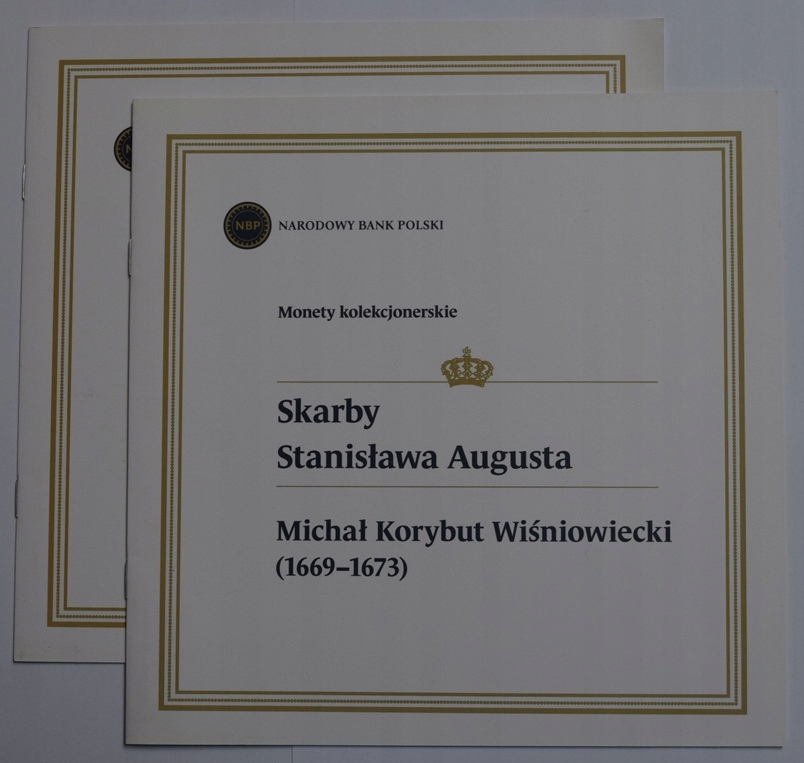 NBP NARODOWY BANK POLSKI
Monety kolekcjonerskie
Skarby
Stanisława Augusta
Michał Korybut Wiśniowiecki
(1669–1673)